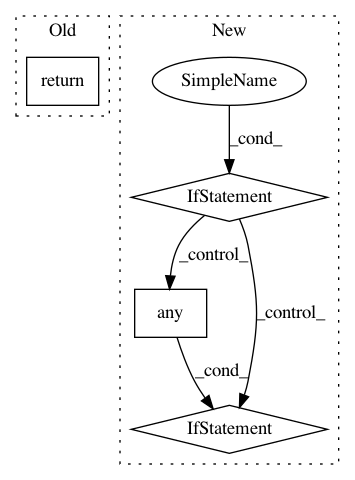 Old
New
return
SimpleName
_cond_
IfStatement
_control_
any
_control_
_cond_
IfStatement